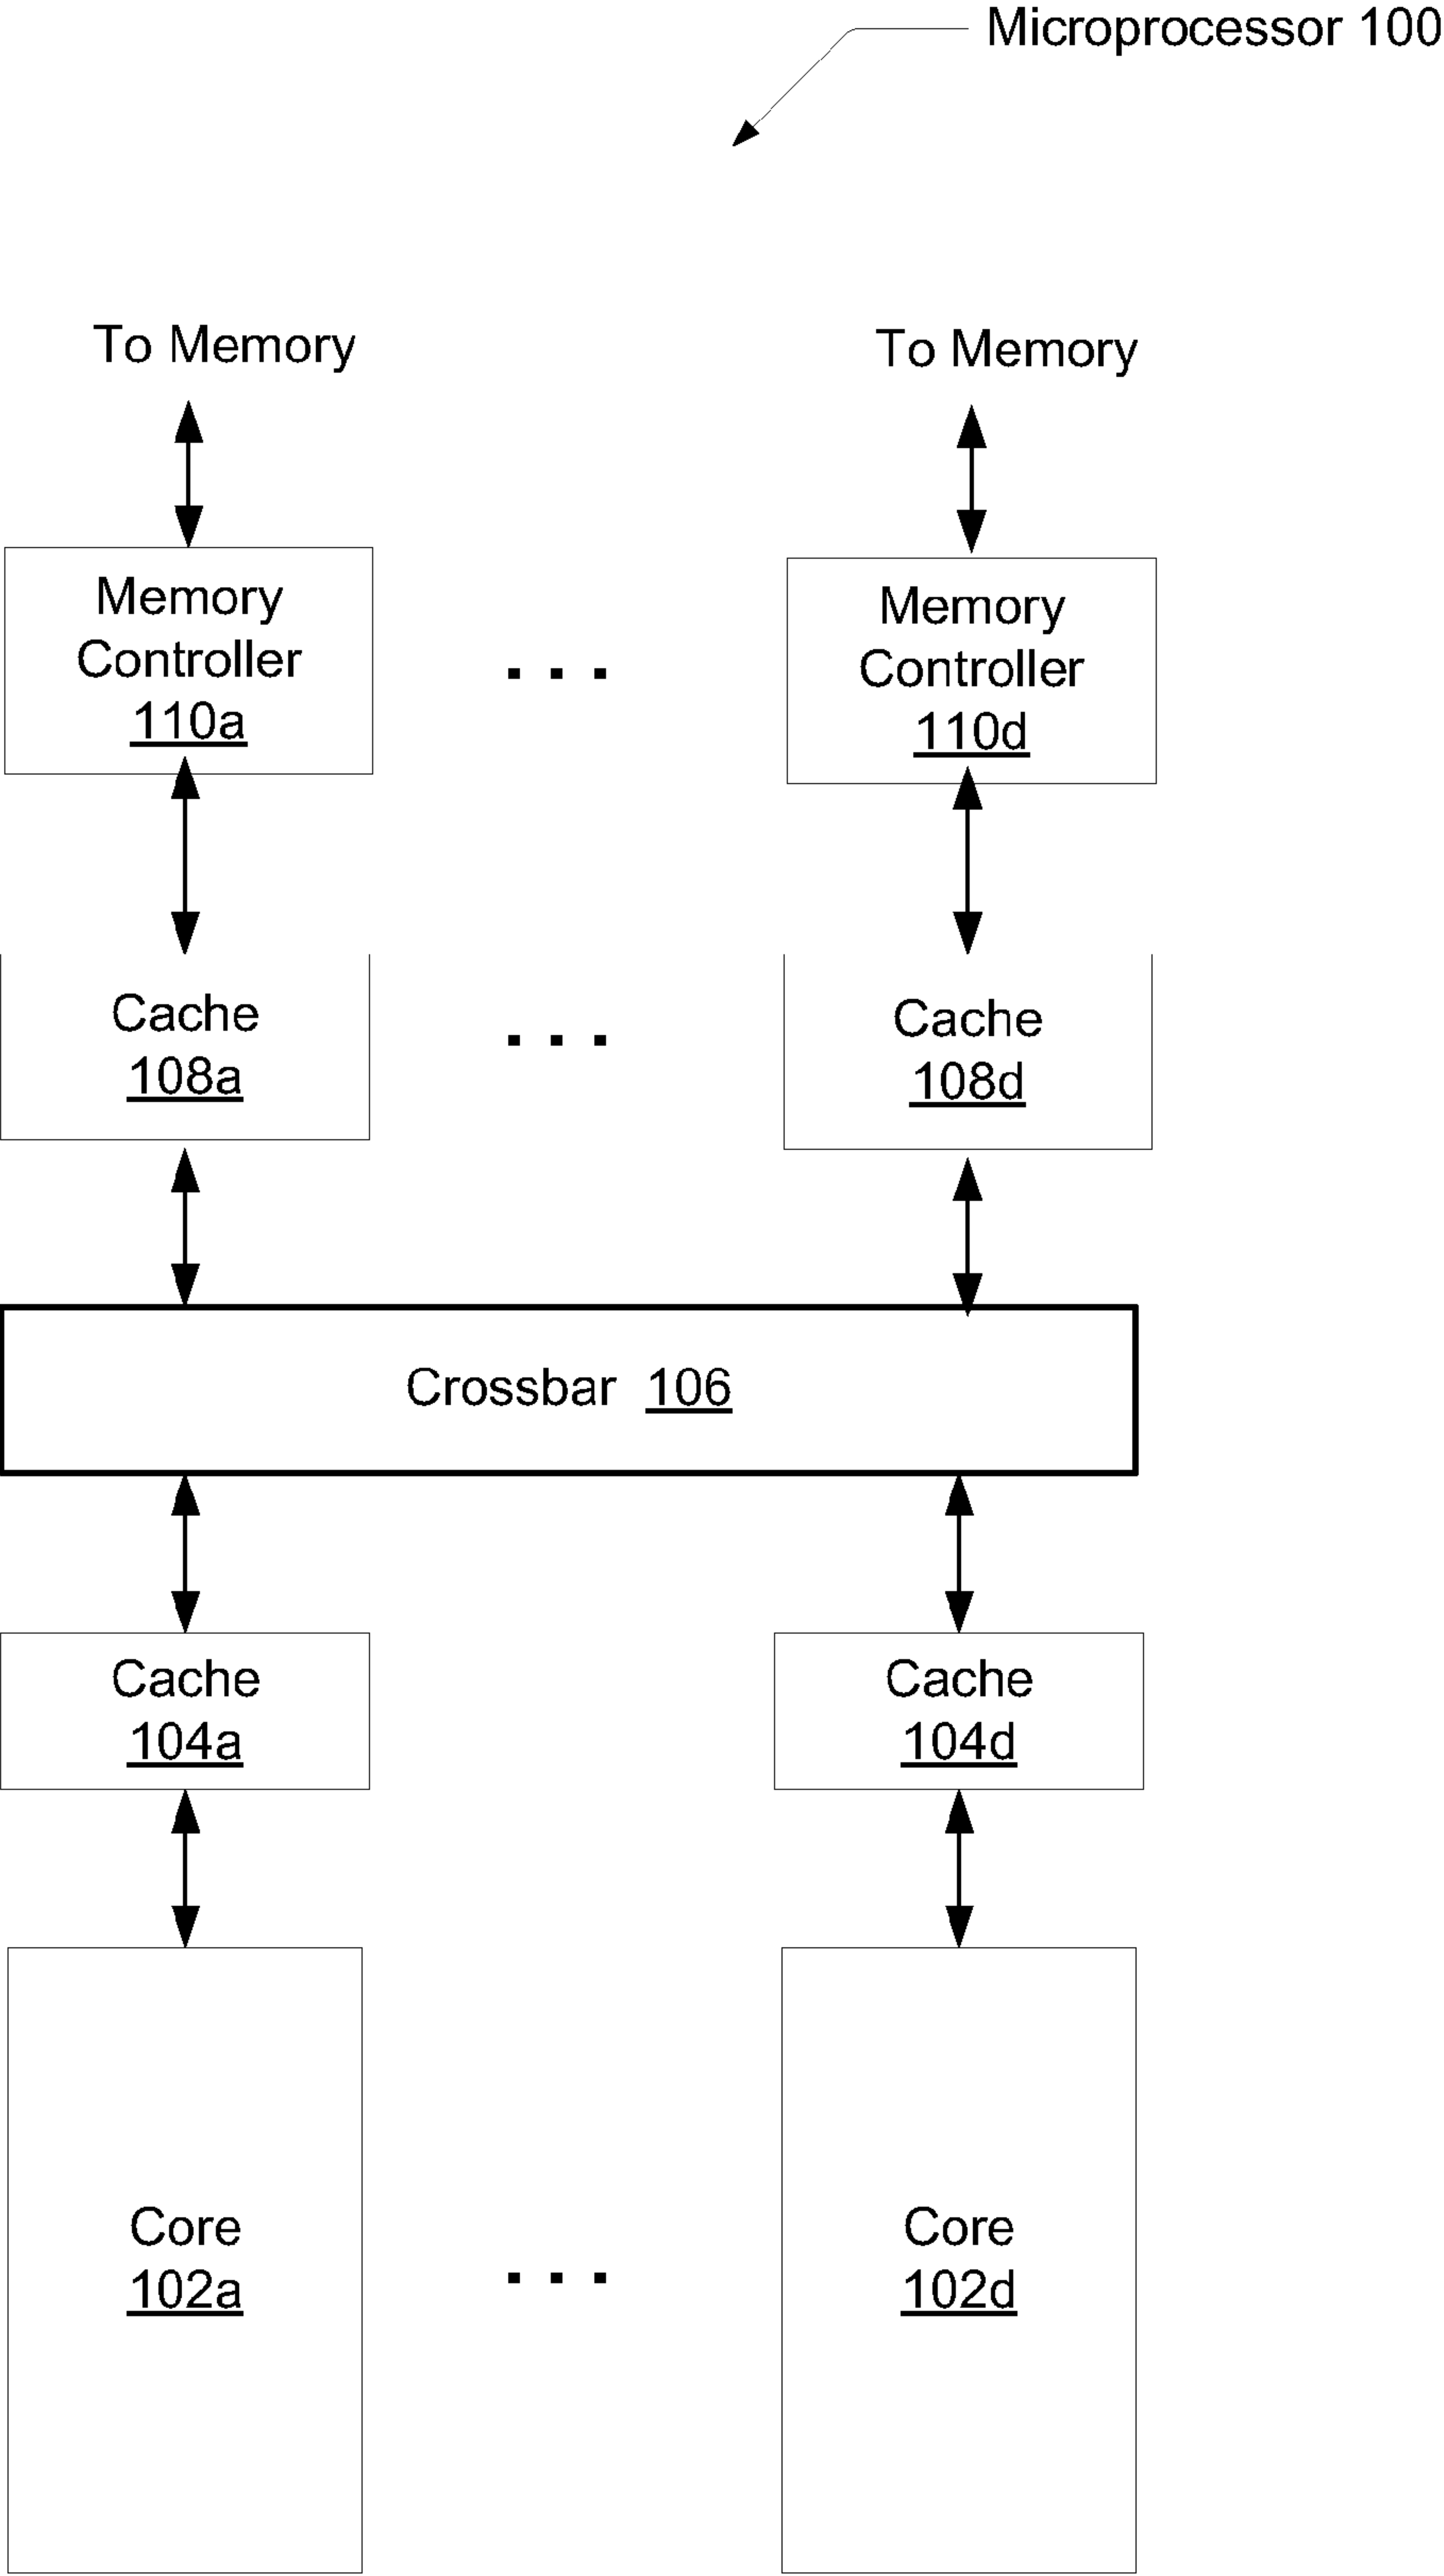 Microprocessor 100
To Memory
To Memory
Memory
Controller
110a
. . .
Memory
Controller
110d
Cache
108a
. . .
Cache
108d
Crossbar 106
Cache
104a
Cache
104d
Core
102a
. . .
Core
102d